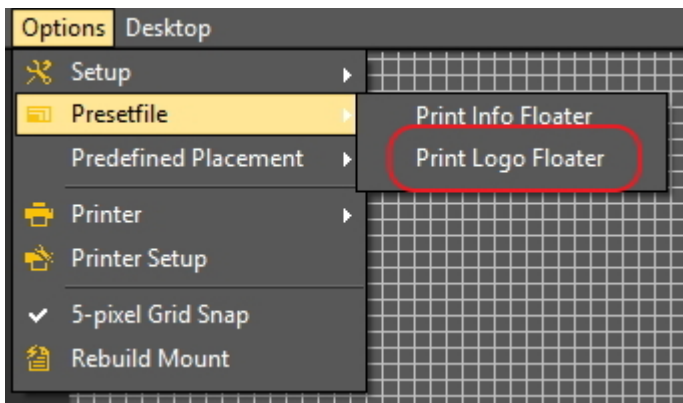 Options Desktop
Setup
Presetfile
Print Info Floater
Predefined Placement
Print Logo Floater
Printer
Printer Setup
5-pixel Grid Snap
Rebuild Mount